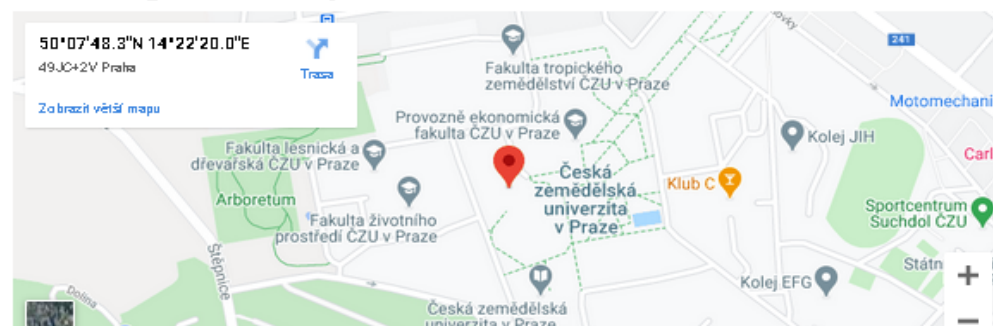 50°07'48.3"N 14°22'20.0"E
49JC+2V Praha
Trasa
Zobrazit větší mapu
241
Fakulta tropického
zemědělství ČZU v Praze
Motomechani
Provozně ekonomická
fakulta ČZU v Praze
Kolej JIH
Fakulta lesnická a
dřevařská ČZU v Praze
Carl
Česká
zemědělská
univerzita
v Praze
Klub C
Arboretum
Sportcentrum
Suchdol ČZU
Fakulta životního
prostředí ČZU v Praze
Štěpnice
Státn
Kolej EFG
Dolina
Česká zemědělská
univerzita v Praze
+
−